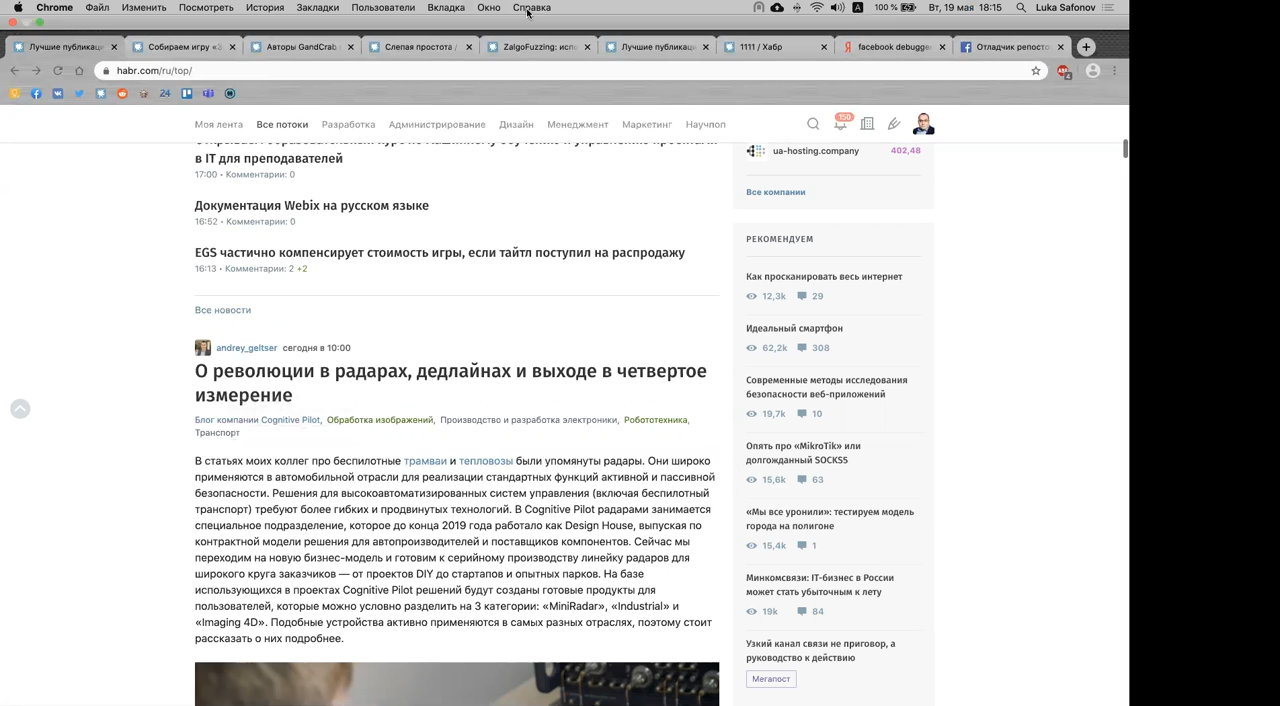 Chrome Файл Изменить Посмотреть История Закладки Пользователи Вкладка Окно Справка
A 100 % Вт, 19 мая 18:15 Luka Safonov
Лучшие публикаци
Собираем игру «З
Авторы GandCrab
Слепая простота /
ZalgoFuzzing: исп
Лучшие публикаци
1111 / Хабр
facebook debugge
Отладчик репосто
habr.com/ru/top/
24
Моя лента Все потоки Разработка Администрирование Дизайн Менеджмент Маркетинг Научпоп
150
в IT для преподавателей
17:00 • Комментарии: 0
Документация Webix на русском языке
16:52 • Комментарии: 0
EGS частично компенсирует стоимость игры, если тайтл поступил на распродажу
16:13 • Комментарии: 2 +2
Все новости
andrey_geltser сегодня в 10:00
О революции в радарах, дедлайнах и выходе в четвертое
измерение
Блог компании Cognitive Pilot, Обработка изображений, Производство и разработка электроники, Робототехника,
Транспорт
В статьях моих коллег про беспилотные трамваи и тепловозы были упомянуты радары. Они широко
применяются в автомобильной отрасли для реализации стандартных функций активной и пассивной
безопасности. Решения для высокоавтоматизированных систем управления (включая беспилотный
транспорт) требуют более гибких и продвинутых технологий. В Cognitive Pilot радарами занимается
специальное подразделение, которое до конца 2019 года работало как Design House, выпуская по
контрактной модели решения для автопроизводителей и поставщиков компонентов. Сейчас мы
переходим на новую бизнес-модель и готовим к серийному производству линейку радаров для
широкого круга заказчиков — от проектов DIY до стартапов и опытных парков. На базе
использующихся в проектах Cognitive Pilot решений будут созданы готовые продукты для
пользователей, которые можно условно разделить на 3 категории: «MiniRadar», «Industrial» и
«Imaging 4D». Подобные устройства активно применяются в самых разных отраслях, поэтому стоит
рассказать о них подробнее.
ua-hosting.company 402,48
Все компании
РЕКОМЕНДУЕМ
Как просканировать весь интернет
12,3k 29
Идеальный смартфон
62,2k 308
Современные методы исследования
безопасности веб-приложений
19,7k 10
Опять про «MikroTik» или
долгожданный SOCKS5
15,6k 63
«Мы все уронили»: тестируем модель
города на полигоне
15,4k 1
Минкомсвязи: IT-бизнес в России
может стать убыточным к лету
19k 84
Узкий канал связи не приговор, а
руководство к действию
Мегапост